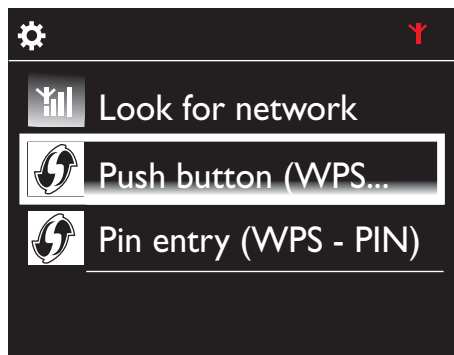 Look for network
Push button (WPS...
Pin entry (WPS - PIN)